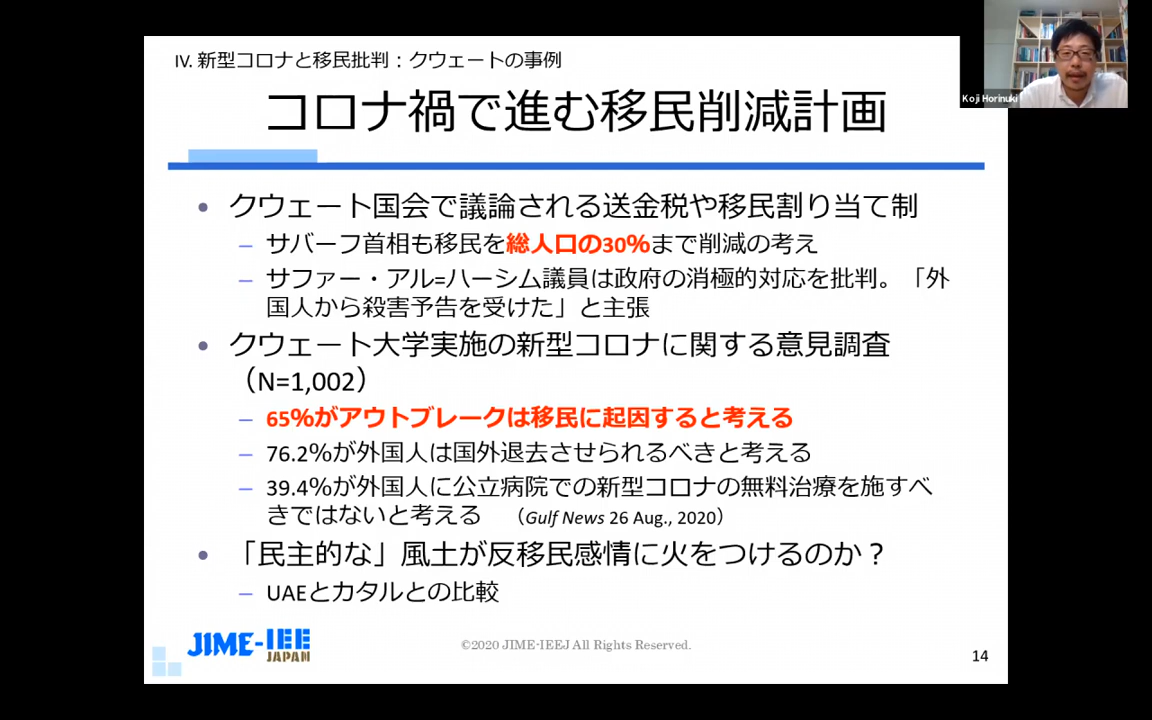 IV. 新型コロナと移民批判：クウェートの事例
Koji Horinuki
コロナ禍で進む移民削減計画
• クウェート国会で議論される送金税や移民割り当て制
– サバーフ首相も移民を総人口の30%まで削減の考え
– サファー・アル=ハーシム議員は政府の消極的対応を批判。「外
国人から殺害予告を受けた」と主張
• クウェート大学実施の新型コロナに関する意見調査
（N=1,002）
– 65%がアウトブレークは移民に起因すると考える
– 76.2%が外国人は国外退去させられるべきと考える
– 39.4%が外国人に公立病院での新型コロナの無料治療を施すべ
きではないと考える （Gulf News 26 Aug., 2020）
• 「民主的な」風土が反移民感情に火をつけるのか？
– UAEとカタルとの比較
JIME-IEE
JAPAN
©2020 JIME-IEEJ All Rights Reserved.
14